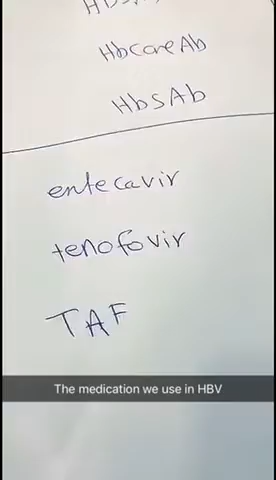 HbcoreAb
HbsAb
entecavir
tenofovir
TAF
The medication we use in HBV